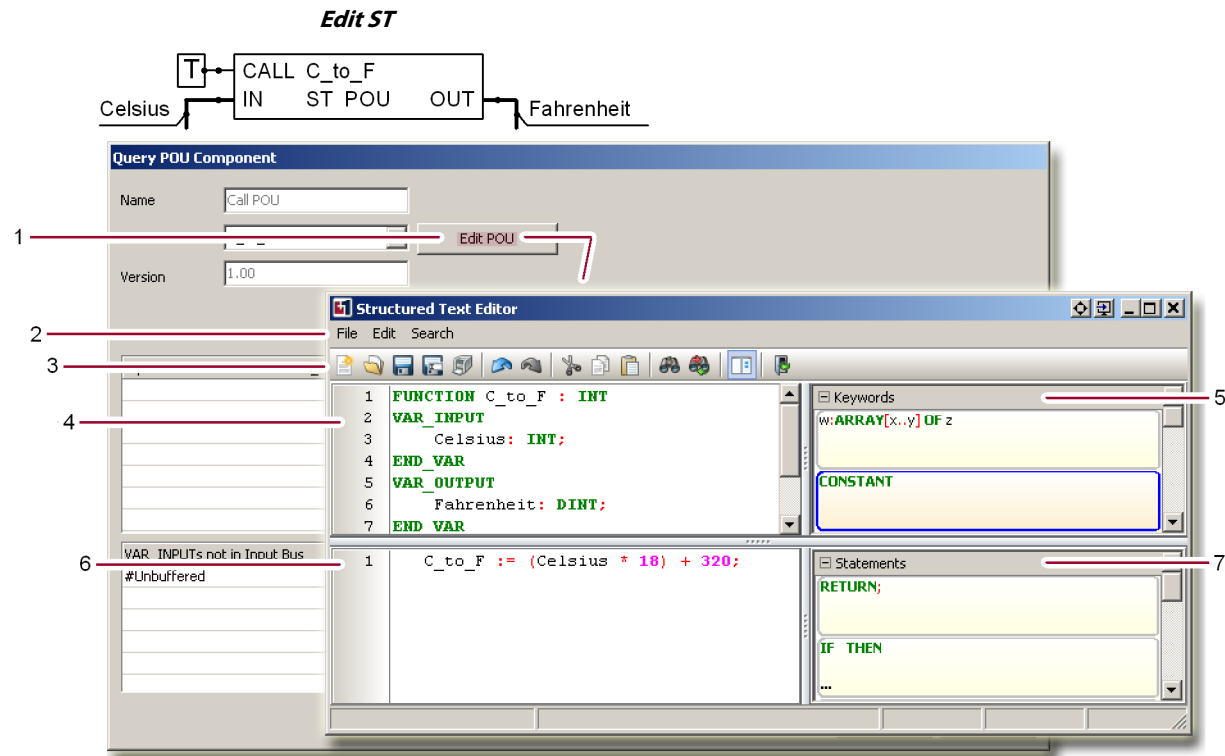 Edit ST
T
CALL C_to_F
IN ST POU OUT
Celsius
Fahrenheit
Query POU Component
Name
Call POU
1
Edit POU
Version
1.00
Structured Text Editor
2
File Edit Search
3
4
1 FUNCTION C_to_F : INT
2 VAR_INPUT
3 Celsius: INT;
4 END_VAR
5 VAR_OUTPUT
6 Fahrenheit: DINT;
7 END_VAR
Keywords
5
w:ARRAY[x..y] OF z
CONSTANT
VAR_INPUTs not in Input Bus
#Unbuffered
6
1 C_to_F := (Celsius * 18) + 320;
Statements
7
RETURN;
IF THEN
...